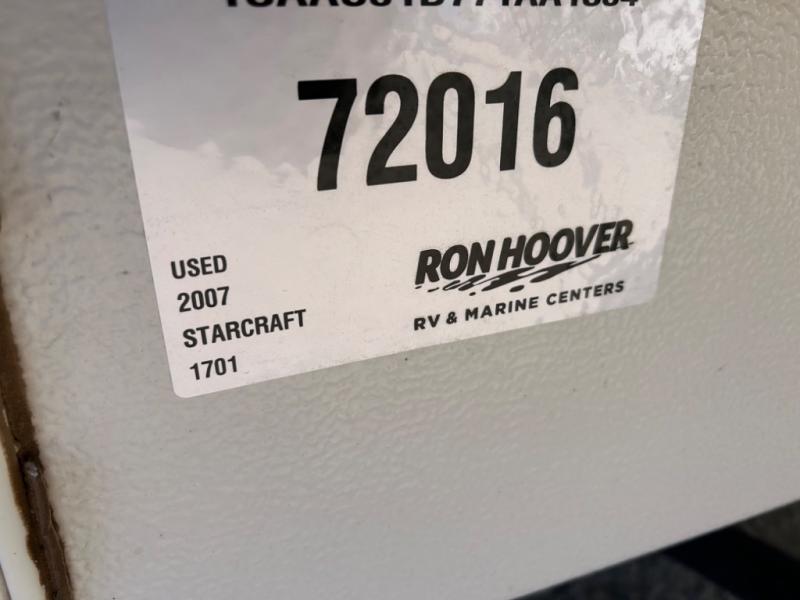 72016
USED
2007
STARCRAFT
1701
RON HOOVER
RV & MARINE CENTERS